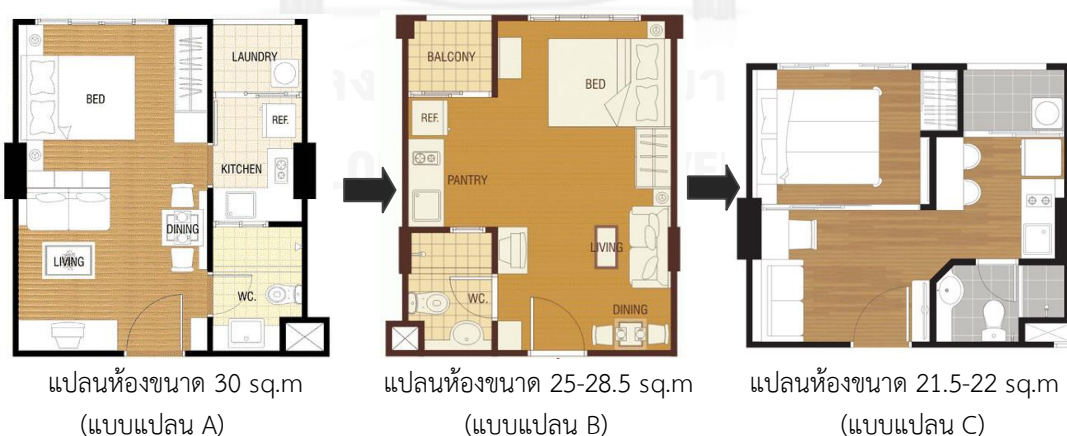 LAUNDRY
BED
REF.
KITCHEN
DINING
LIVING
WC.
BALCONY
BED
REF.
PANTRY
LIVING
WC.
DINING
แปลนห้องขนาด 30 sq.m
(แบบแปลน A)
แปลนห้องขนาด 25-28.5 sq.m
(แบบแปลน B)
แปลนห้องขนาด 21.5-22 sq.m
(แบบแปลน C)